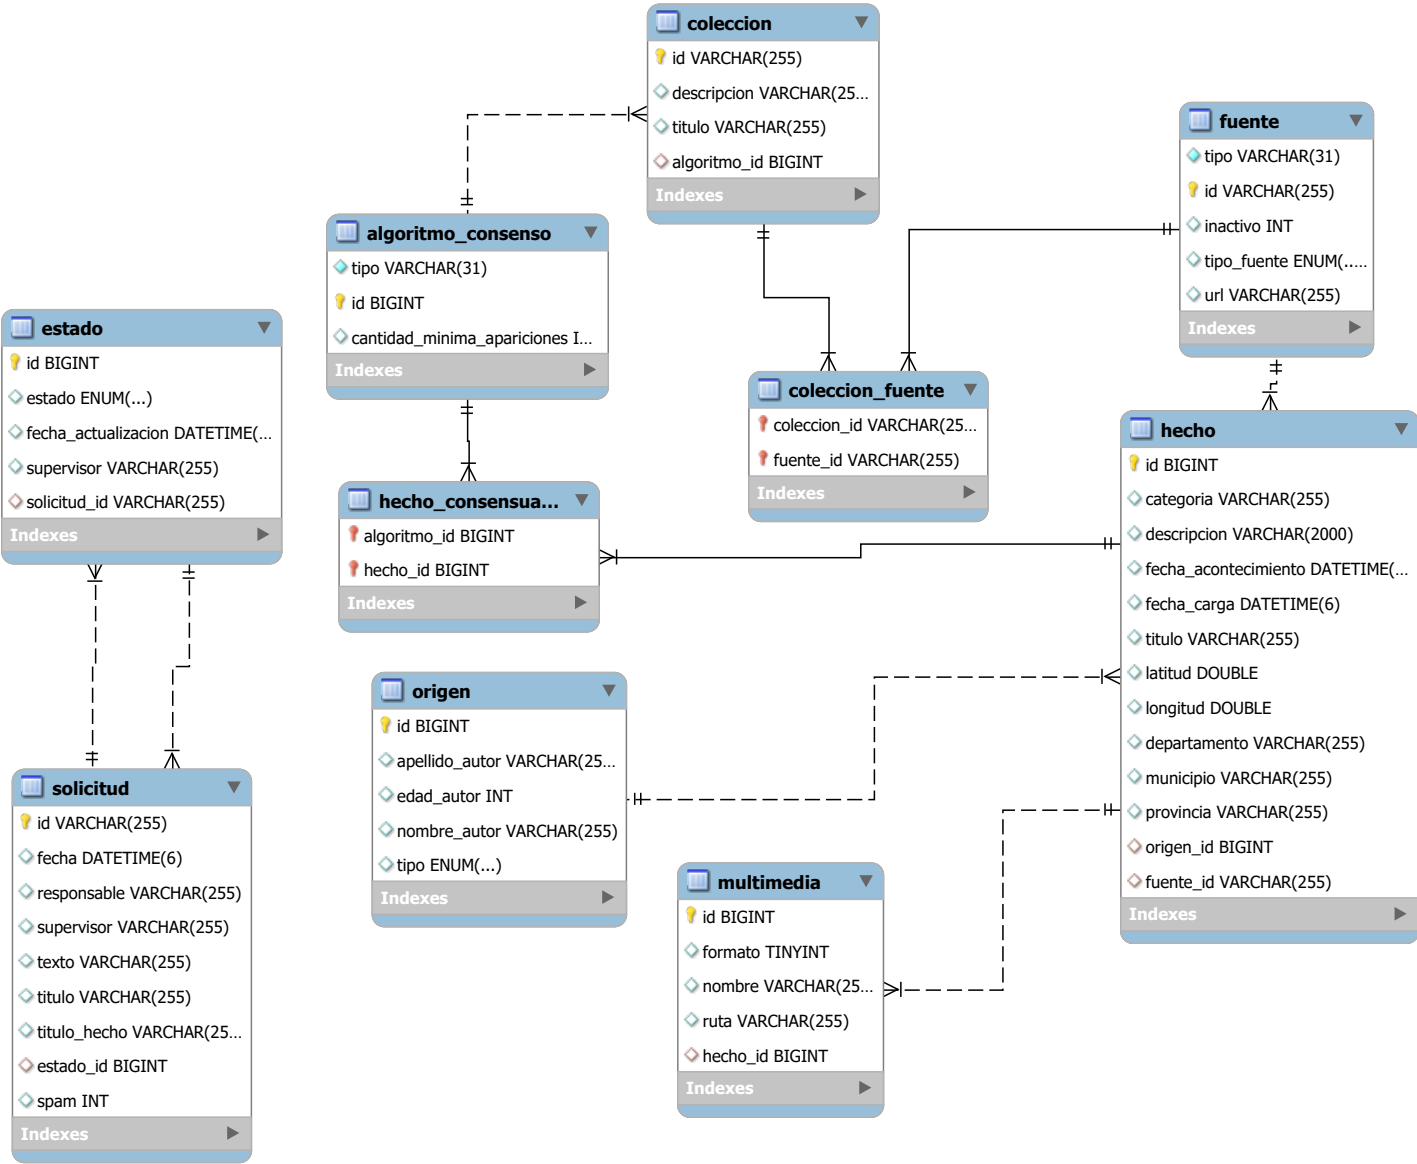 coleccion
id VARCHAR(255)
descripcion VARCHAR(25...
titulo VARCHAR(255)
algoritmo_id BIGINT
Indexes
fuente
tipo VARCHAR(31)
id VARCHAR(255)
inactivo INT
tipo_fuente ENUM(.....
url VARCHAR(255)
Indexes
algoritmo_consenso
tipo VARCHAR(31)
id BIGINT
cantidad_minima_apariciones I...
Indexes
estado
id BIGINT
estado ENUM(...)
fecha_actualizacion DATETIME(...
supervisor VARCHAR(255)
solicitud_id VARCHAR(255)
Indexes
coleccion_fuente
coleccion_id VARCHAR(25...
fuente_id VARCHAR(255)
Indexes
hecho
id BIGINT
categoria VARCHAR(255)
descripcion VARCHAR(2000)
fecha_acontecimiento DATETIME(...
fecha_carga DATETIME(6)
titulo VARCHAR(255)
latitud DOUBLE
longitud DOUBLE
departamento VARCHAR(255)
municipio VARCHAR(255)
provincia VARCHAR(255)
origen_id BIGINT
fuente_id VARCHAR(255)
Indexes
hecho_consensua...
algoritmo_id BIGINT
hecho_id BIGINT
Indexes
origen
id BIGINT
apellido_autor VARCHAR(25...
edad_autor INT
nombre_autor VARCHAR(255)
tipo ENUM(...)
Indexes
solicitud
id VARCHAR(255)
fecha DATETIME(6)
responsable VARCHAR(255)
supervisor VARCHAR(255)
texto VARCHAR(255)
titulo VARCHAR(255)
titulo_hecho VARCHAR(25...
estado_id BIGINT
spam INT
Indexes
multimedia
id BIGINT
formato TINYINT
nombre VARCHAR(25...
ruta VARCHAR(255)
hecho_id BIGINT
Indexes